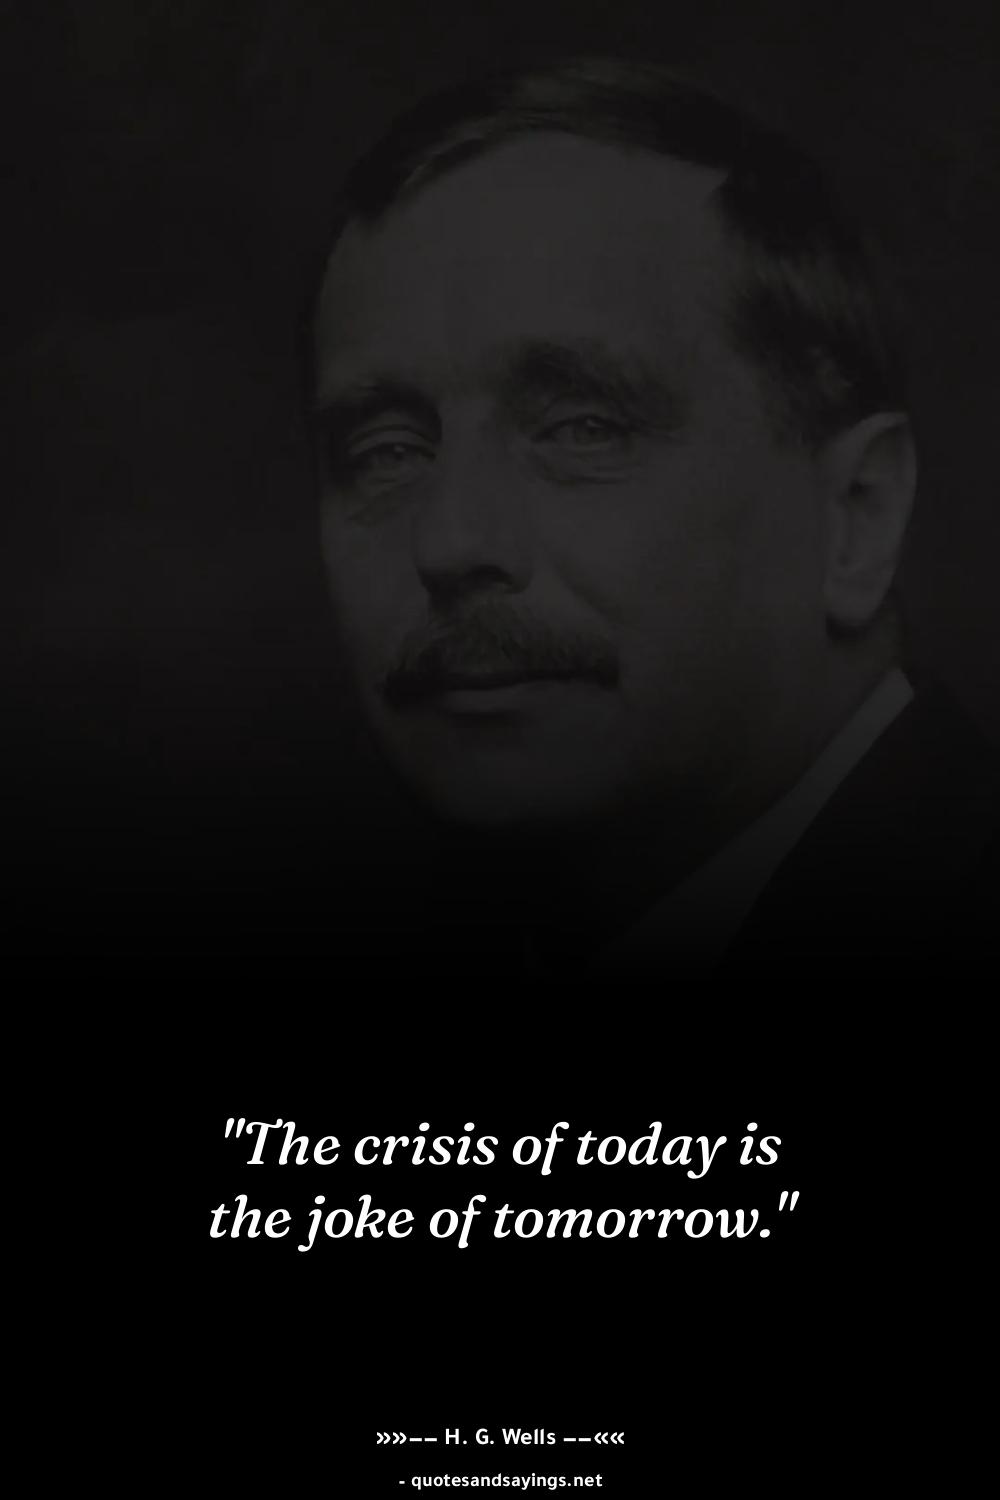 "The crisis of today is
the joke of tomorrow."
»»–– H. G. Wells ––««
- quotesandsayings.net